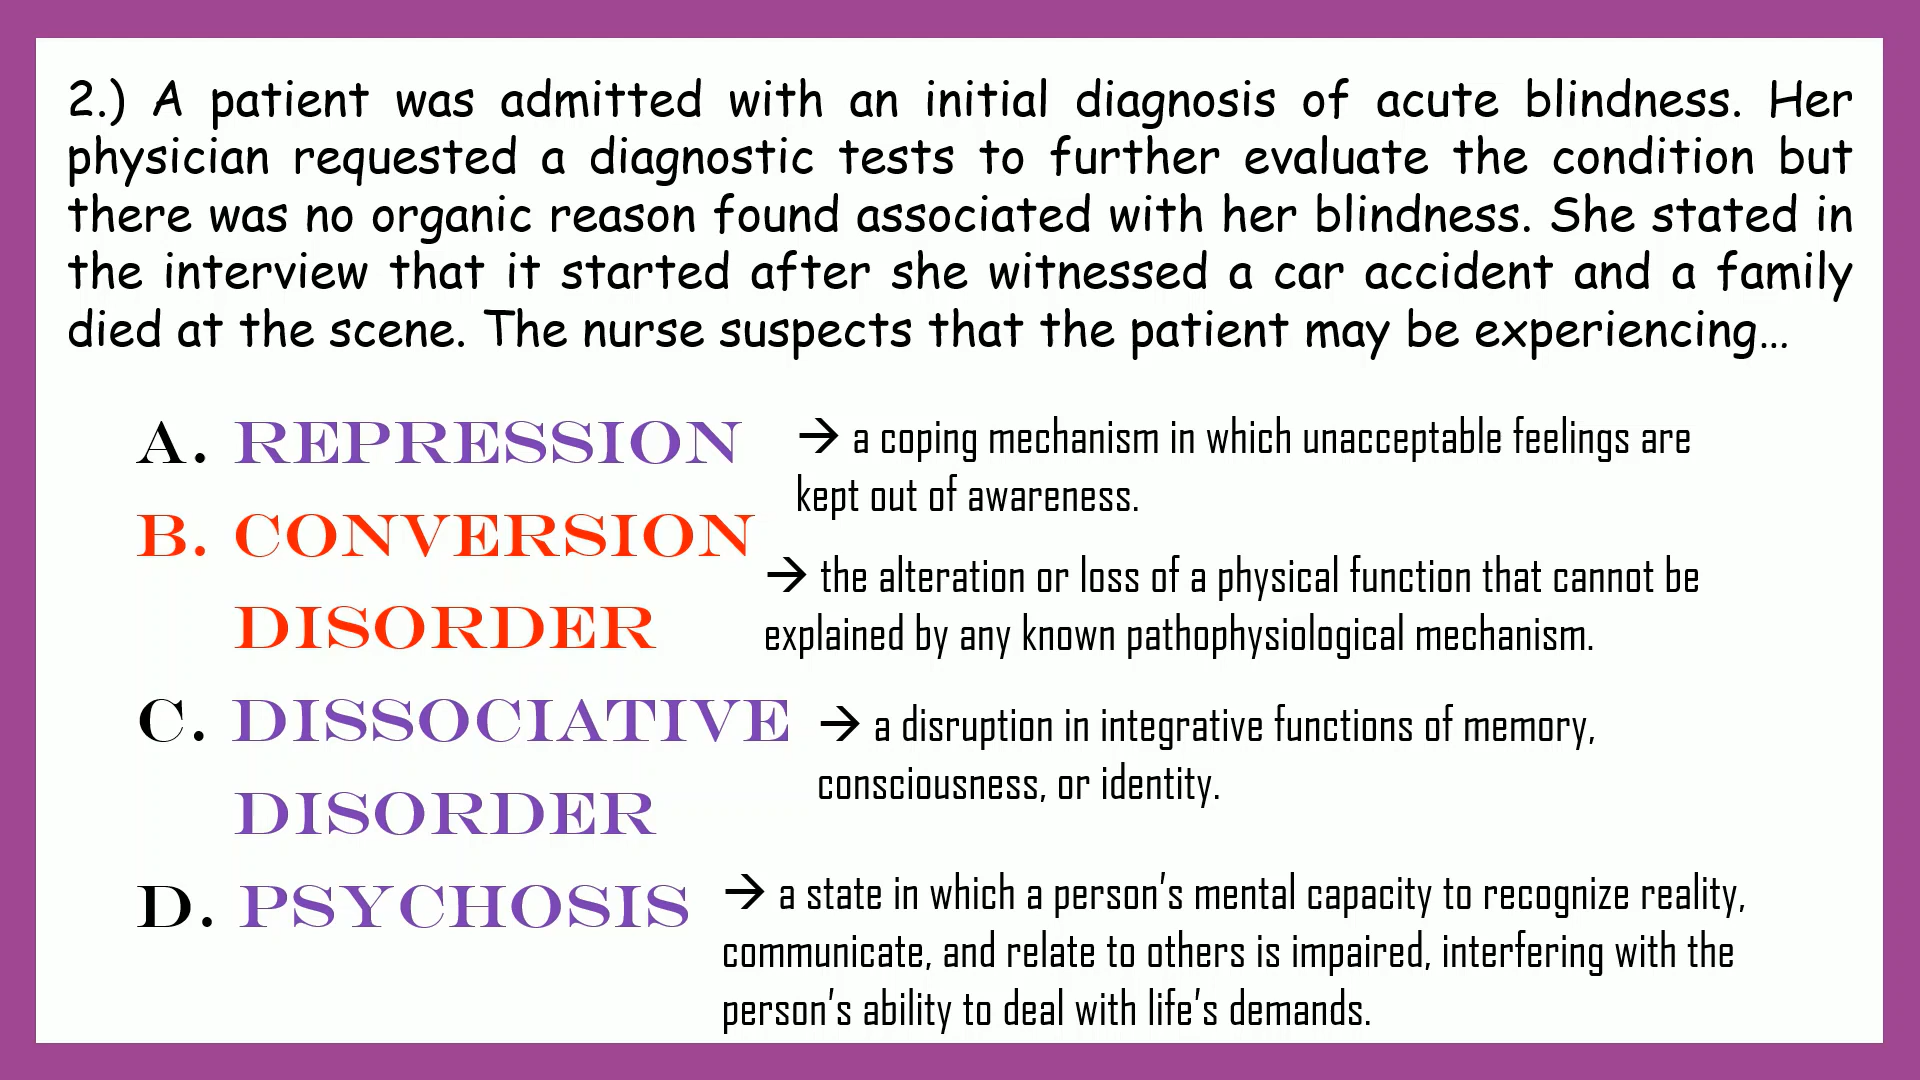 2.) A patient was admitted with an initial diagnosis of acute blindness. Her
physician requested a diagnostic tests to further evaluate the condition but
there was no organic reason found associated with her blindness. She stated in
the interview that it started after she witnessed a car accident and a family
died at the scene. The nurse suspects that the patient may be experiencing...
A. REPRESSION
→ a coping mechanism in which unacceptable feelings are
kept out of awareness.
B. CONVERSION
DISORDER
→ the alteration or loss of a physical function that cannot be
explained by any known pathophysiological mechanism.
C. DISSOCIATIVE
DISORDER
→ a disruption in integrative functions of memory,
consciousness, or identity.
D. PSYCHOSIS
→ a state in which a person's mental capacity to recognize reality,
communicate, and relate to others is impaired, interfering with the
person's ability to deal with life's demands.